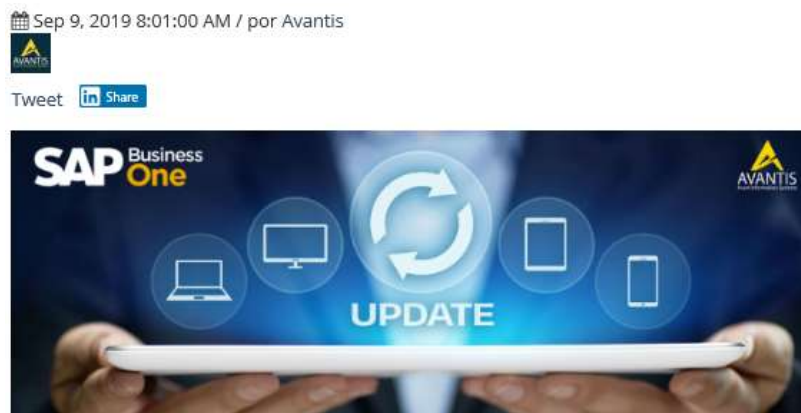 Sep 9, 2019 8:01:00 AM / por Avantis
AVANTIS
Tweet in Share
SAP Business One
AVANTIS
UPDATE